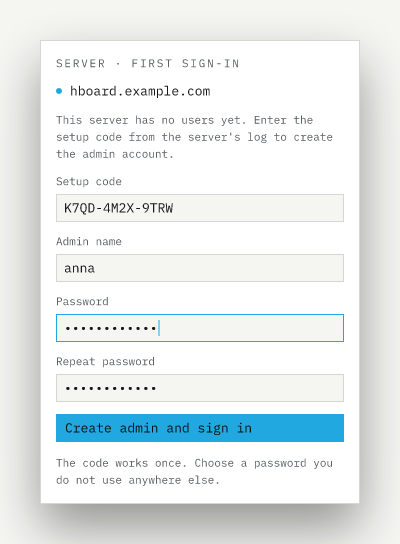 SERVER · FIRST SIGN-IN
hboard.example.com
This server has no users yet. Enter the
setup code from the server's log to create
the admin account.
Setup code
K7QD-4M2X-9TRW
Admin name
anna
Password
••••••••••••
Repeat password
••••••••••••
Create admin and sign in
The code works once. Choose a password you
do not use anywhere else.